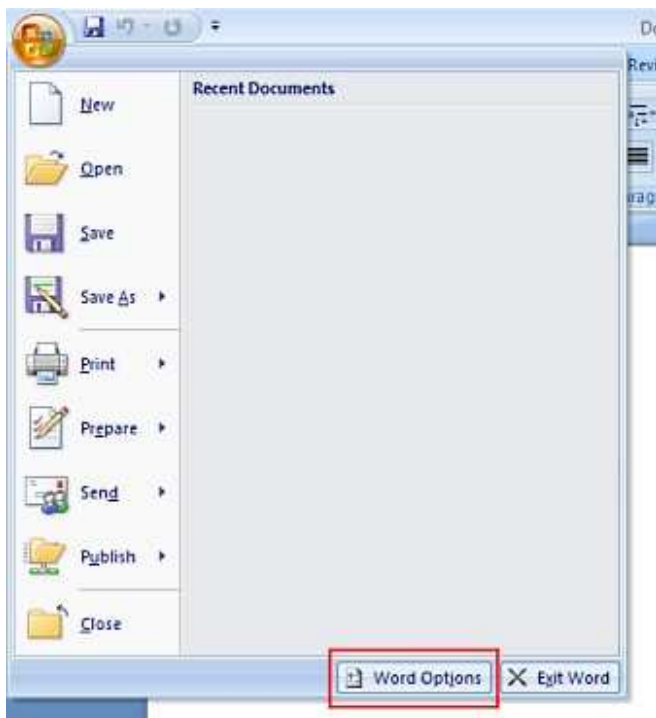 Recent Documents
New
Open
Save
Save As
Print
Prepare
Send
Publish
Close
Word Options
Exit Word